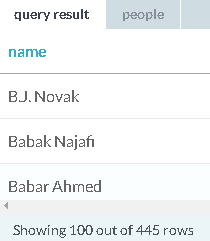 query result people
name
B.J. Novak
Babak Najafi
Babar Ahmed
Showing 100 out of 445 rows